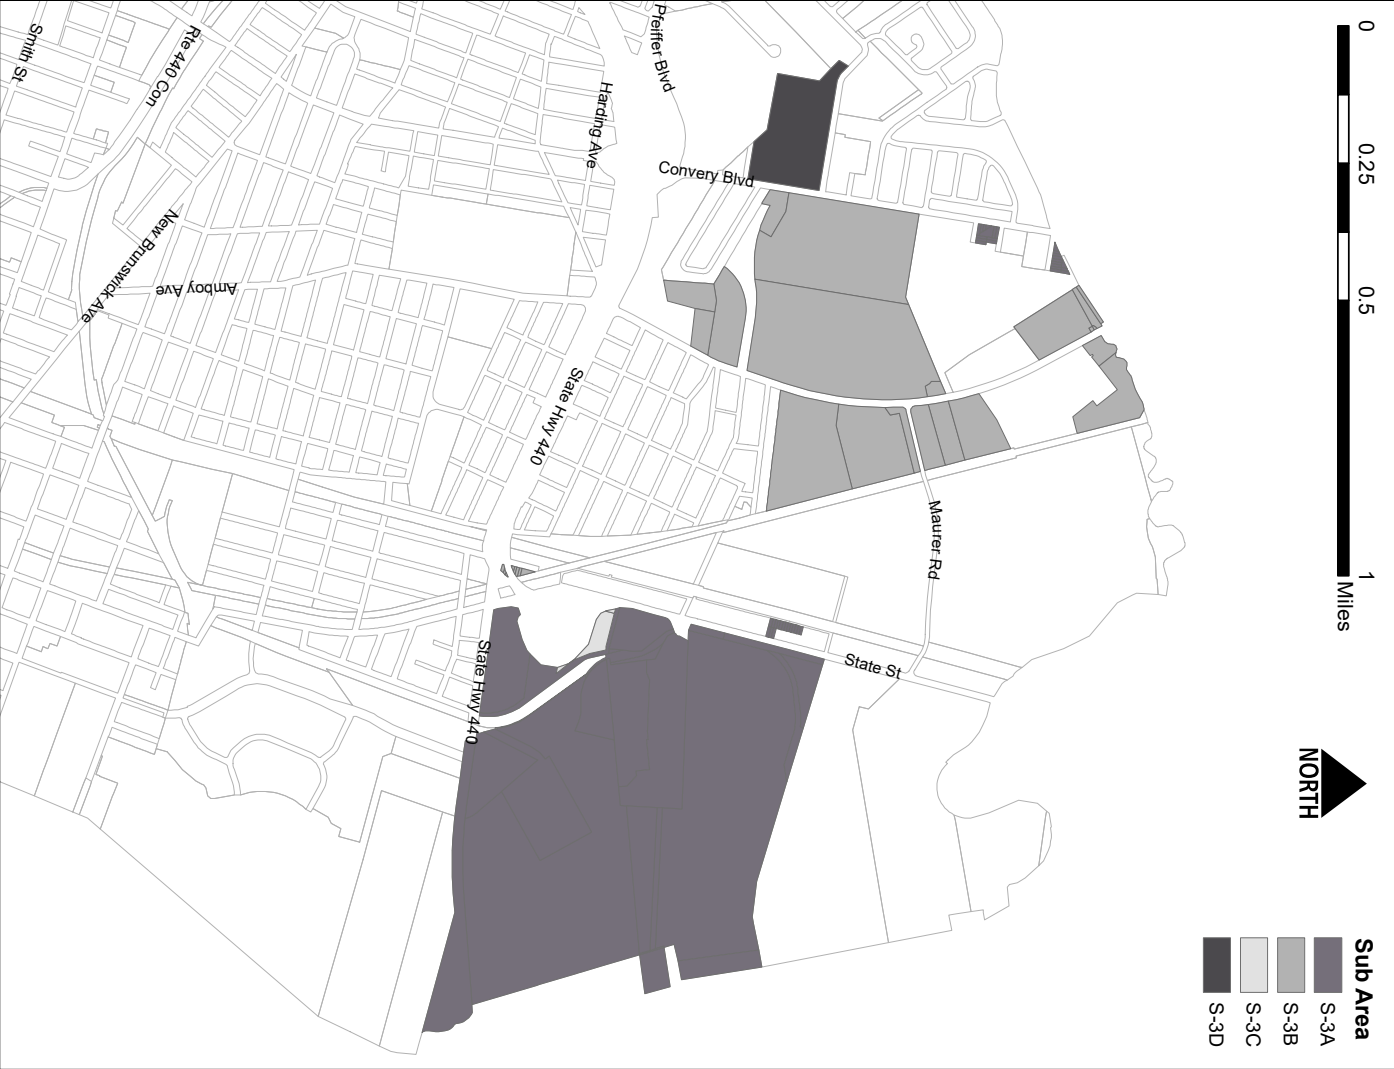 Smith St
Rte 440 Con
Pfeiffer Blvd
Harding Ave
Convery Blvd
New Brunswick Ave
Amboy Ave
State Hwy 440
Maurer Rd
State St
State Hwy 440
0
0.25
0.5
1
Miles
NORTH
Sub Area
S-3A
S-3B
S-3C
S-3D